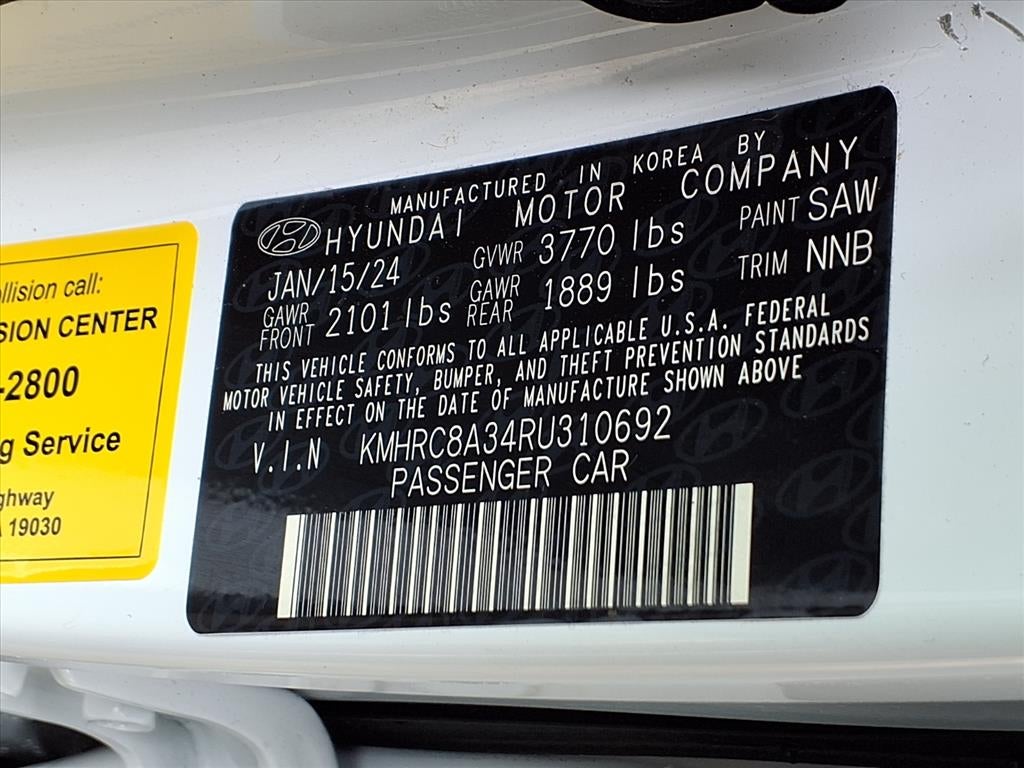 MANUFACTURED IN KOREA BY
HYUNDAI MOTOR COMPANY
JAN/15/24 GVWR 3770 lbs PAINT SAW
GAWR FRONT 2101 lbs GAWR REAR 1889 lbs TRIM NNB
THIS VEHICLE CONFORMS TO ALL APPLICABLE U.S.A. FEDERAL
MOTOR VEHICLE SAFETY, BUMPER, AND THEFT PREVENTION STANDARDS
IN EFFECT ON THE DATE OF MANUFACTURE SHOWN ABOVE
V.I.N KMHRC8A34RU310692
PASSENGER CAR
call:
CENTER
-2800
Service
19030